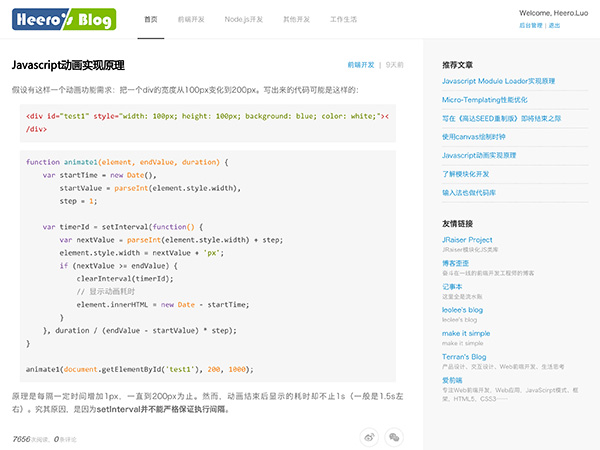 Heero's Blog
首页
前端开发
Node.js开发
其他开发
工作生活
Welcome, Heero.Luo
后台管理 | 退出
Javascript动画实现原理
前端开发 | 9天前
假设有这样一个动画功能需求：把一个div的宽度从100px变化到200px。写出来的代码可能是这样的：
<div id="test1" style="width: 100px; height: 100px; background: blue; color: white;"><
/div>
function animate1(element, endValue, duration) {
var startTime = new Date(),
startValue = parseInt(element.style.width),
step = 1;
var timerId = setInterval(function() {
var nextValue = parseInt(element.style.width) + step;
element.style.width = nextValue + 'px';
if (nextValue >= endValue) {
clearInterval(timerId);
// 显示动画耗时
element.innerHTML = new Date - startTime;
}
}, duration / (endValue - startValue) * step);
}
animate1(document.getElementById('test1'), 200, 1000);
原理是每隔一定时间增加1px，一直到200px为止。然而，动画结束后显示的耗时却不止1s（一般是1.5s左
右）。究其原因，是因为setInterval并不能严格保证执行间隔。
7656次阅读，0条评论
推荐文章
Javascript Module Loader实现原理
Micro-Templating性能优化
写在《高达SEED重制版》即将结束之际
使用canvas绘制时钟
Javascript动画实现原理
了解模块化开发
输入法也做代码库
友情链接
JRaiser Project
JRaiser模块化JS类库
博客歪歪
奋斗在一线的前端开发工程师的博客
记事本
这里全是流水账
leolee's blog
leolee's blog
make it simple
make it simple
Terran's Blog
产品设计、交互设计、Web前端开发、生活思考
爱前端
专注Web前端开发、Web应用、JavaScirpt模式、框
架、HTML5、CSS3……